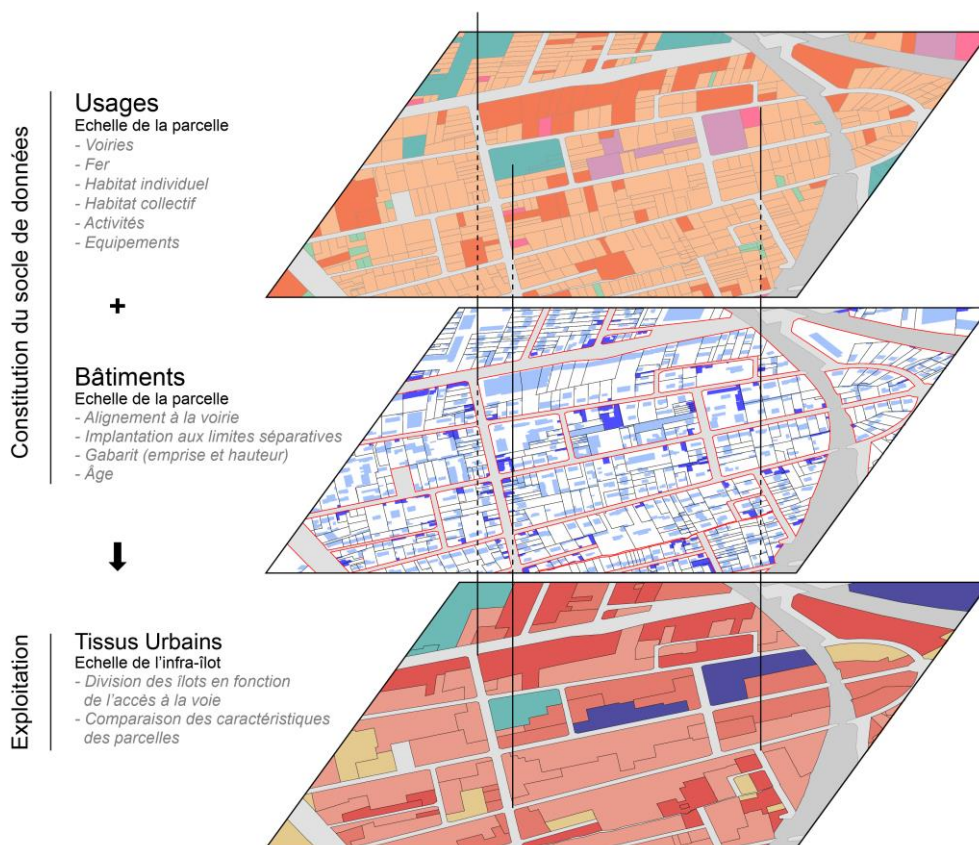 Constitution du socle de données
Usages
Echelle de la parcelle
- Voiries
- Fer
- Habitat individuel
- Habitat collectif
- Activités
- Equipements
+
Bâtiments
Echelle de la parcelle
- Alignement à la voirie
- Implantation aux limites séparatives
- Gabarit (emprise et hauteur)
- Âge
Exploitation
Tissus Urbains
Echelle de l'infra-îlot
- Division des îlots en fonction
de l'accès à la voie
- Comparaison des caractéristiques
des parcelles